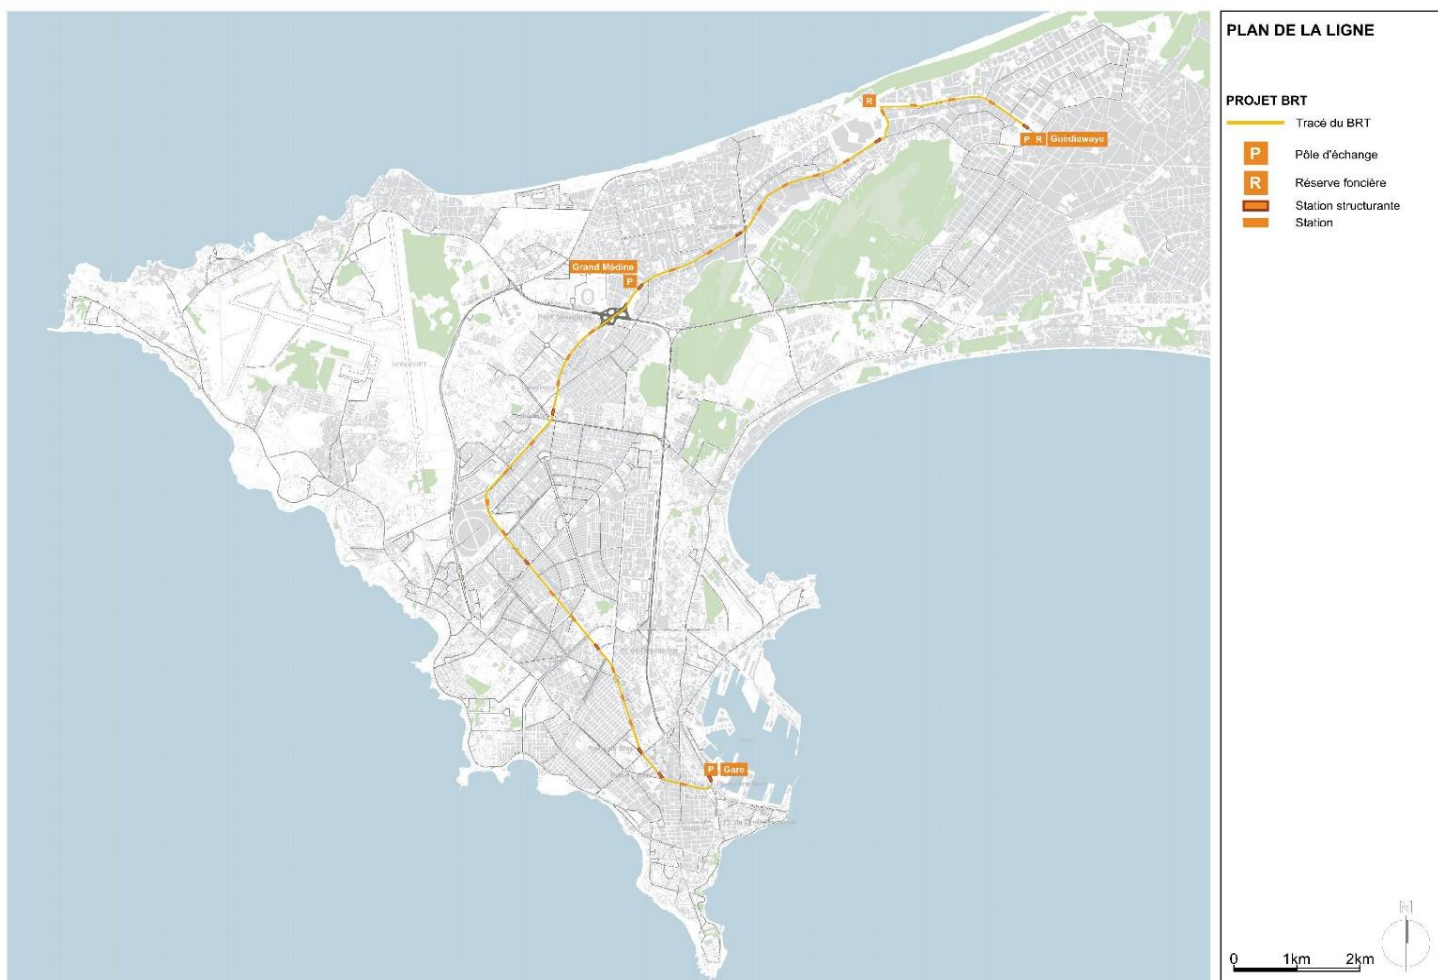 PLAN DE LA LIGNE
PROJET BRT
Tracé du BRT
P Pôle d'échange
R Réserve foncière
Station structurante
Station
R
P R Guédiawaye
Grand Médine
P
P Gare
N
0 1km 2km